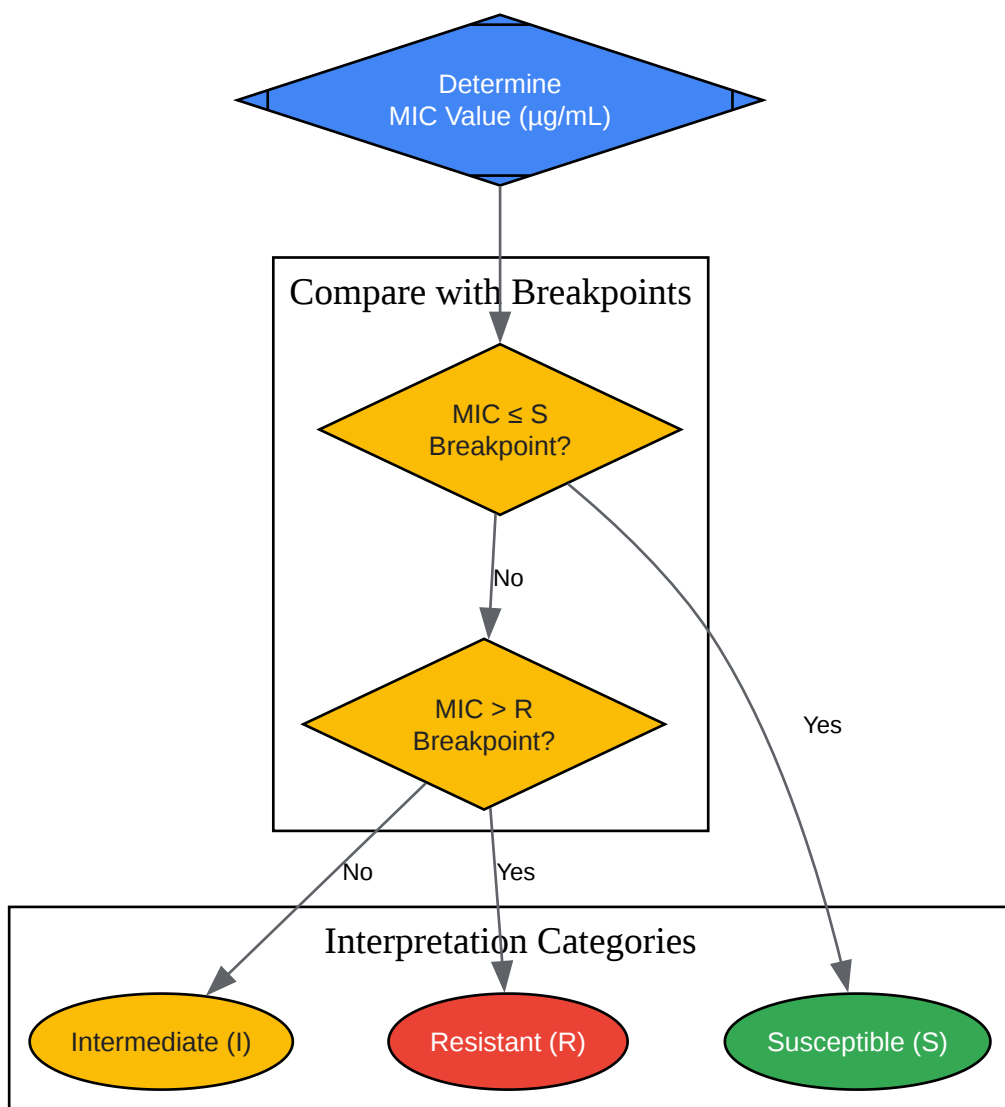 Determine
MIC Value (µg/mL)
Compare with Breakpoints
MIC ≤ S
Breakpoint?
No
MIC > R
Breakpoint?
Yes
No
Yes
Interpretation Categories
Intermediate (I)
Resistant (R)
Susceptible (S)